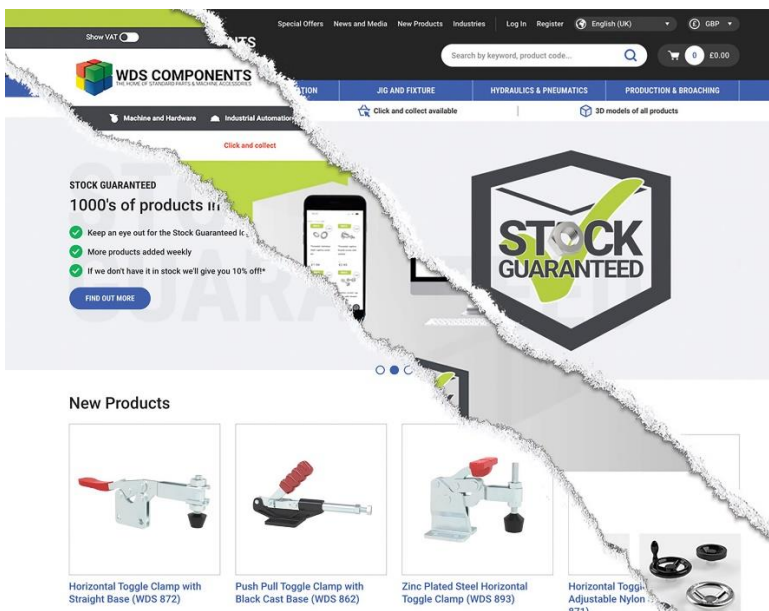 Special Offers News and Media New Products Industries Log In Register English (UK) GBP
Show VAT
Search by keyword, product code...
0 £0.00
WDS COMPONENTS
THE HOME OF STANDARD PARTS & MACHINE ACCESSORIES
JIG AND FIXTURE HYDRAULICS & PNEUMATICS PRODUCTION & BROACHING
Machine and Hardware Industrial Automation
Click and collect available 3D models of all products
Click and collect
STOCK GUARANTEED
1000's of products in
Keep an eye out for the Stock Guaranteed
More products added weekly
If we don't have it in stock we'll give you 10% off!*
FIND OUT MORE
STOCK
GUARANTEED
New Products
Horizontal Toggle Clamp with
Straight Base (WDS 872)
Push Pull Toggle Clamp with
Black Cast Base (WDS 862)
Zinc Plated Steel Horizontal
Toggle Clamp (WDS 893)
Horizontal
Adjustable Nylon